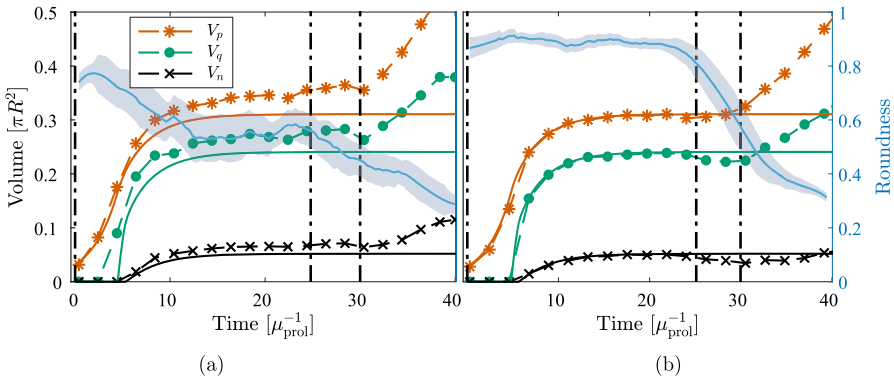 0.5
0.4
0.3
0.2
0.1
0
Volume [πR²]
V_p
V_q
V_n
0 10 20 30 40
Time [μ_prol^{-1}]
(a)
0 10 20 30 40
Time [μ_prol^{-1}]
(b)
1
0.8
0.6
0.4
0.2
0
Roundness